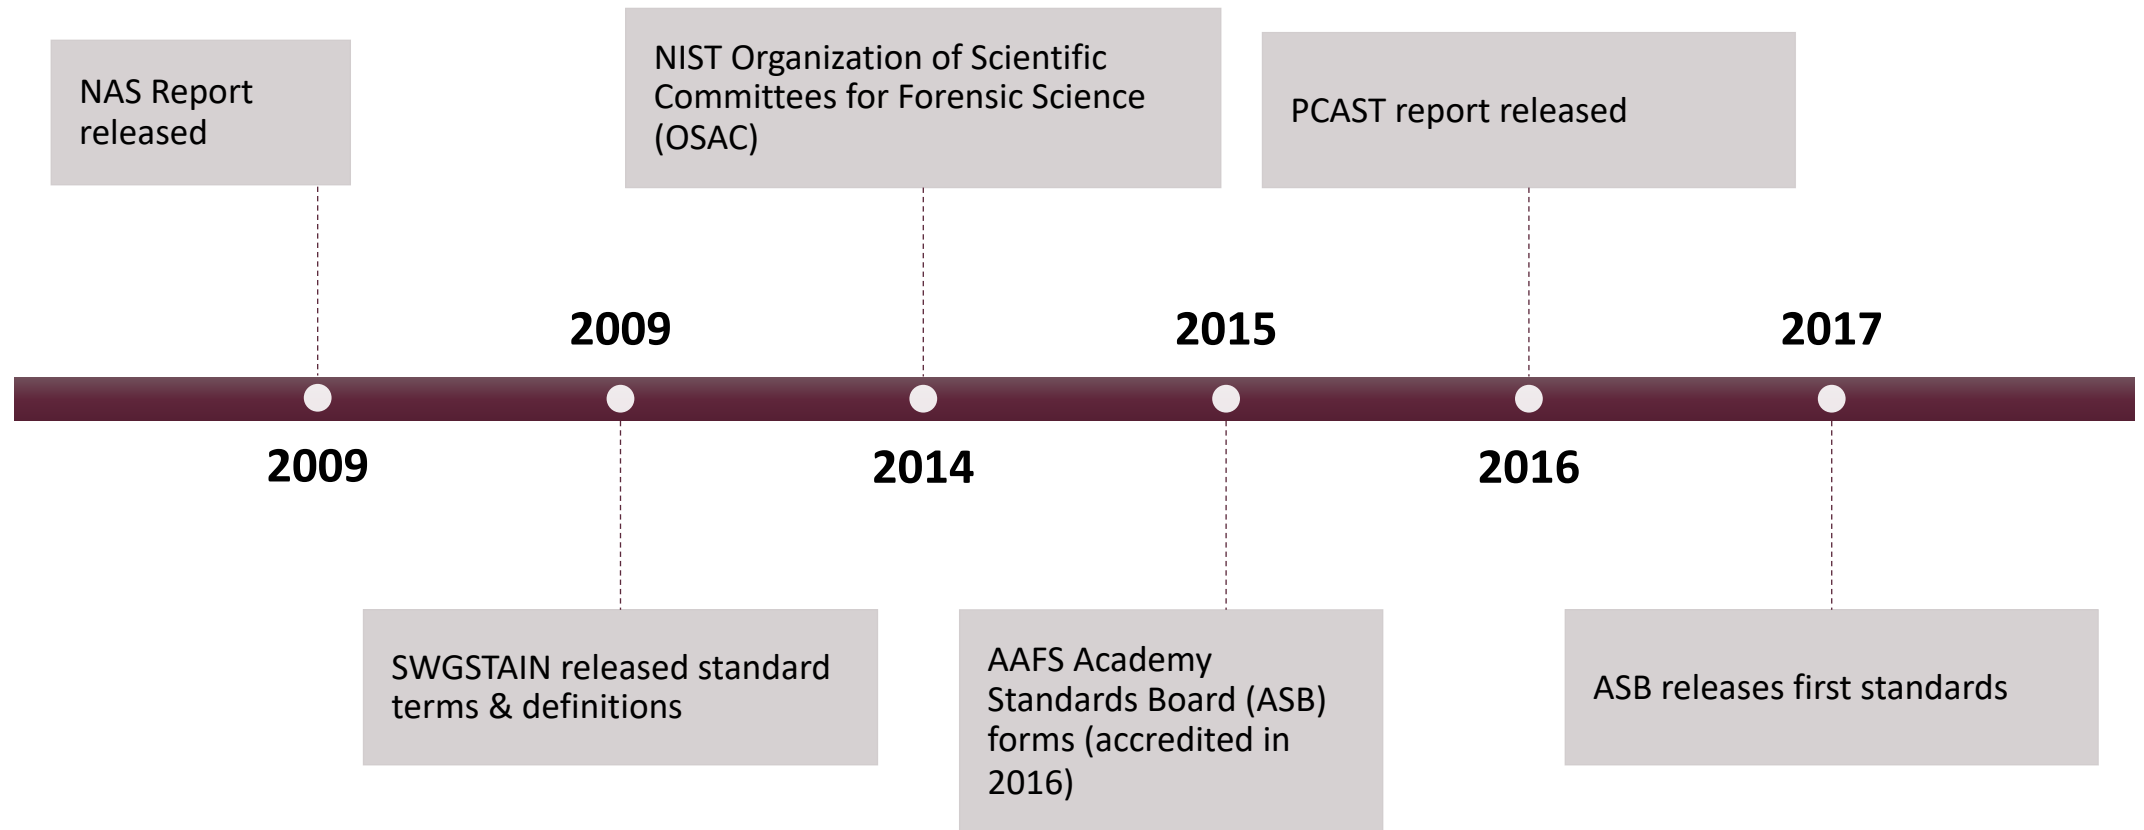 NAS Report
released
NIST Organization of Scientific
Committees for Forensic Science
(OSAC)
PCAST report released
2009
2015
2017
2009
2014
2016
SWGSTAIN released standard
terms & definitions
AAFS Academy
Standards Board (ASB)
forms (accredited in
2016)
ASB releases first standards